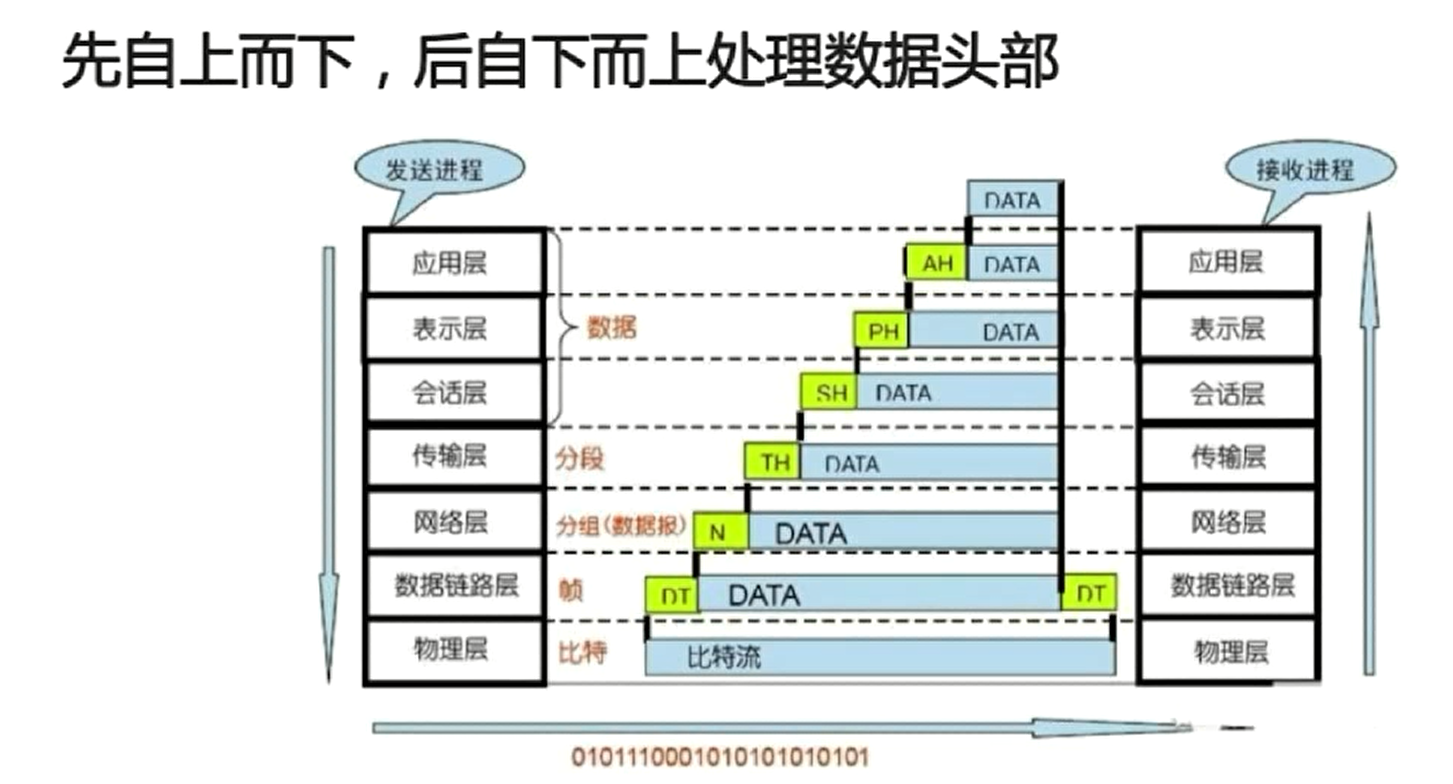 先自上而下，后自下而上处理数据头部
发送进程
接收进程
DATA
应用层
AH DATA
应用层
表示层
数据
PH DATA
表示层
会话层
SH DATA
会话层
传输层
分段
TH DATA
传输层
网络层
分组(数据报)
N DATA
网络层
数据链路层
帧
DT DATA DT
数据链路层
物理层
比特
比特流
物理层
0101110001010101010101